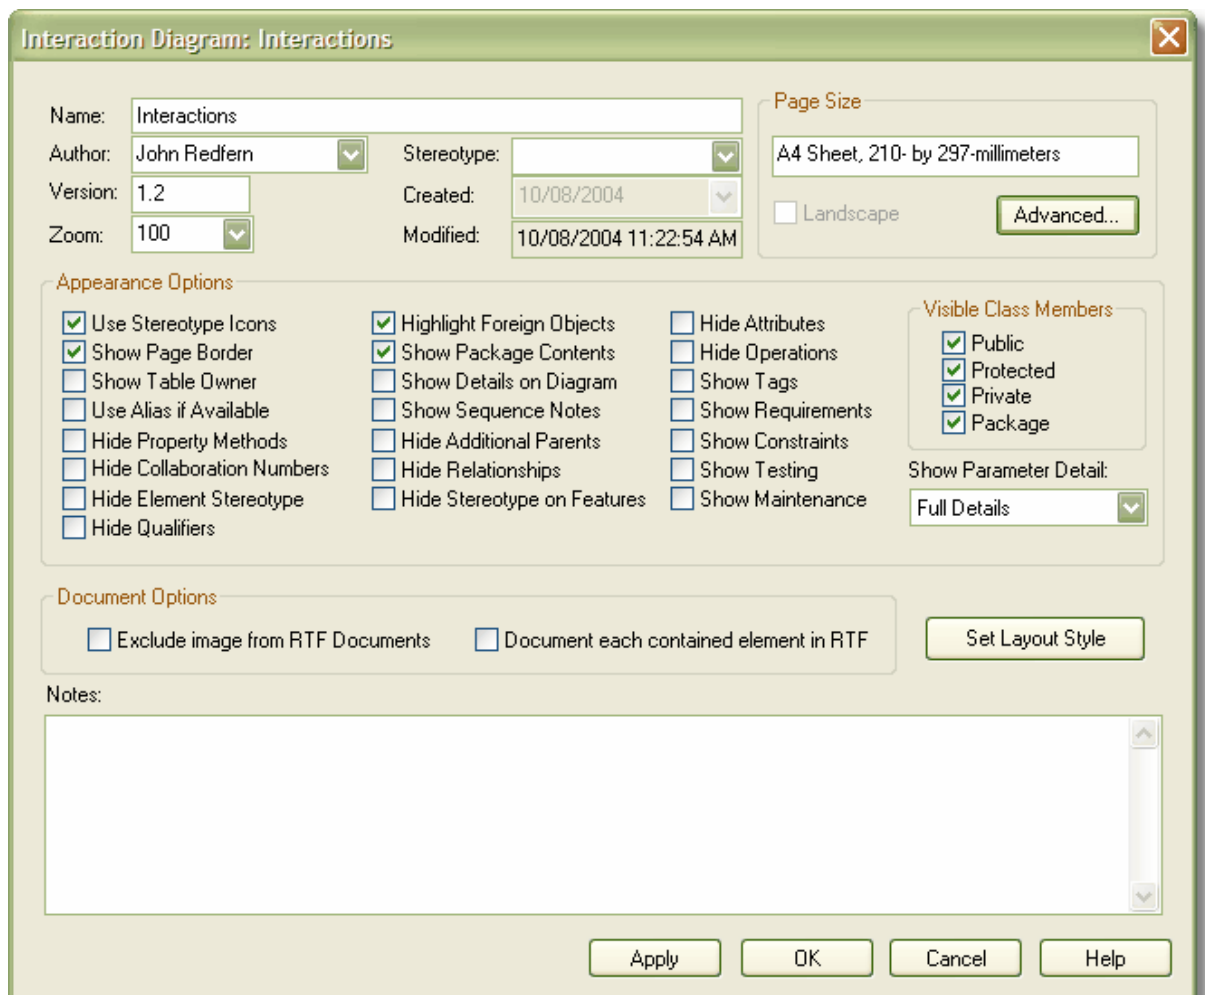 Interaction Diagram: Interactions
Name: Interactions
Page Size
Author: John Redfern Stereotype:
A4 Sheet, 210- by 297-millimeters
Version: 1.2 Created: 10/08/2004
Landscape Advanced...
Zoom: 100 Modified: 10/08/2004 11:22:54 AM
Appearance Options
Use Stereotype Icons Highlight Foreign Objects Hide Attributes
Show Page Border Show Package Contents Hide Operations
Show Table Owner Show Details on Diagram Show Tags
Use Alias if Available Show Sequence Notes Show Requirements
Hide Property Methods Hide Additional Parents Show Constraints
Hide Collaboration Numbers Hide Relationships Show Testing
Hide Element Stereotype Hide Stereotype on Features Show Maintenance
Hide Qualifiers
Visible Class Members
Public
Protected
Private
Package
Show Parameter Detail:
Full Details
Document Options
Exclude image from RTF Documents Document each contained element in RTF
Set Layout Style
Notes:
Apply OK Cancel Help